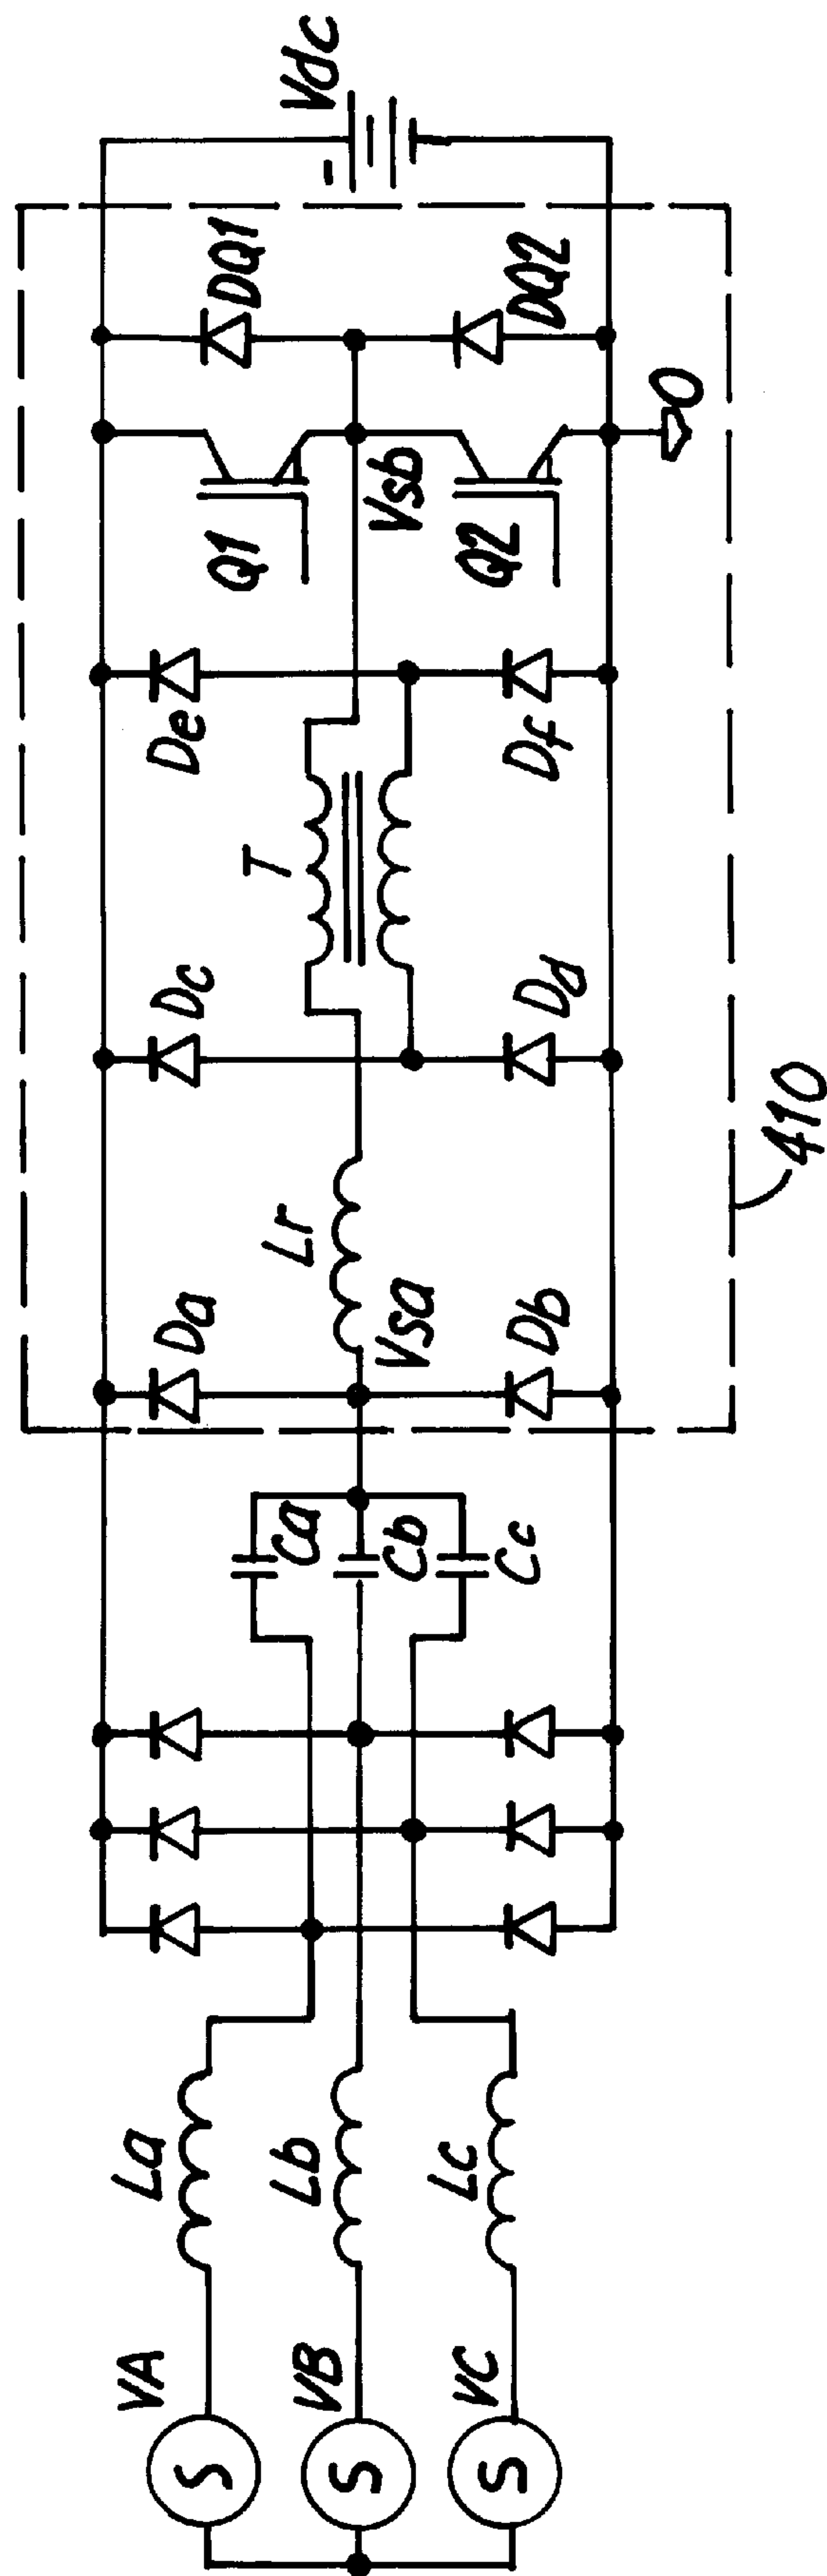 VA
VB
VC
S
S
S
La
Lb
Lc
Ca
Cb
Cc
Da
Db
Vsa
Lr
Dc
Dd
T
De
Df
Q1
Q2
Vsb
DQ1
DQ2
0
-
Vdc
410